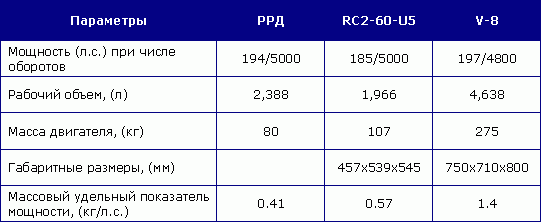 Параметры РРД RC2-60-U5 V-8
Мощность (л.с.) при числе
оборотов 194/5000 185/5000 197/4800
Рабочий объем, (л) 2,388 1,966 4,638
Масса двигателя, (кг) 80 107 275
Габаритные размеры, (мм) 457x539x545 750x710x800
Массовый удельный показатель
мощности, (кг/л.с.) 0.41 0.57 1.4